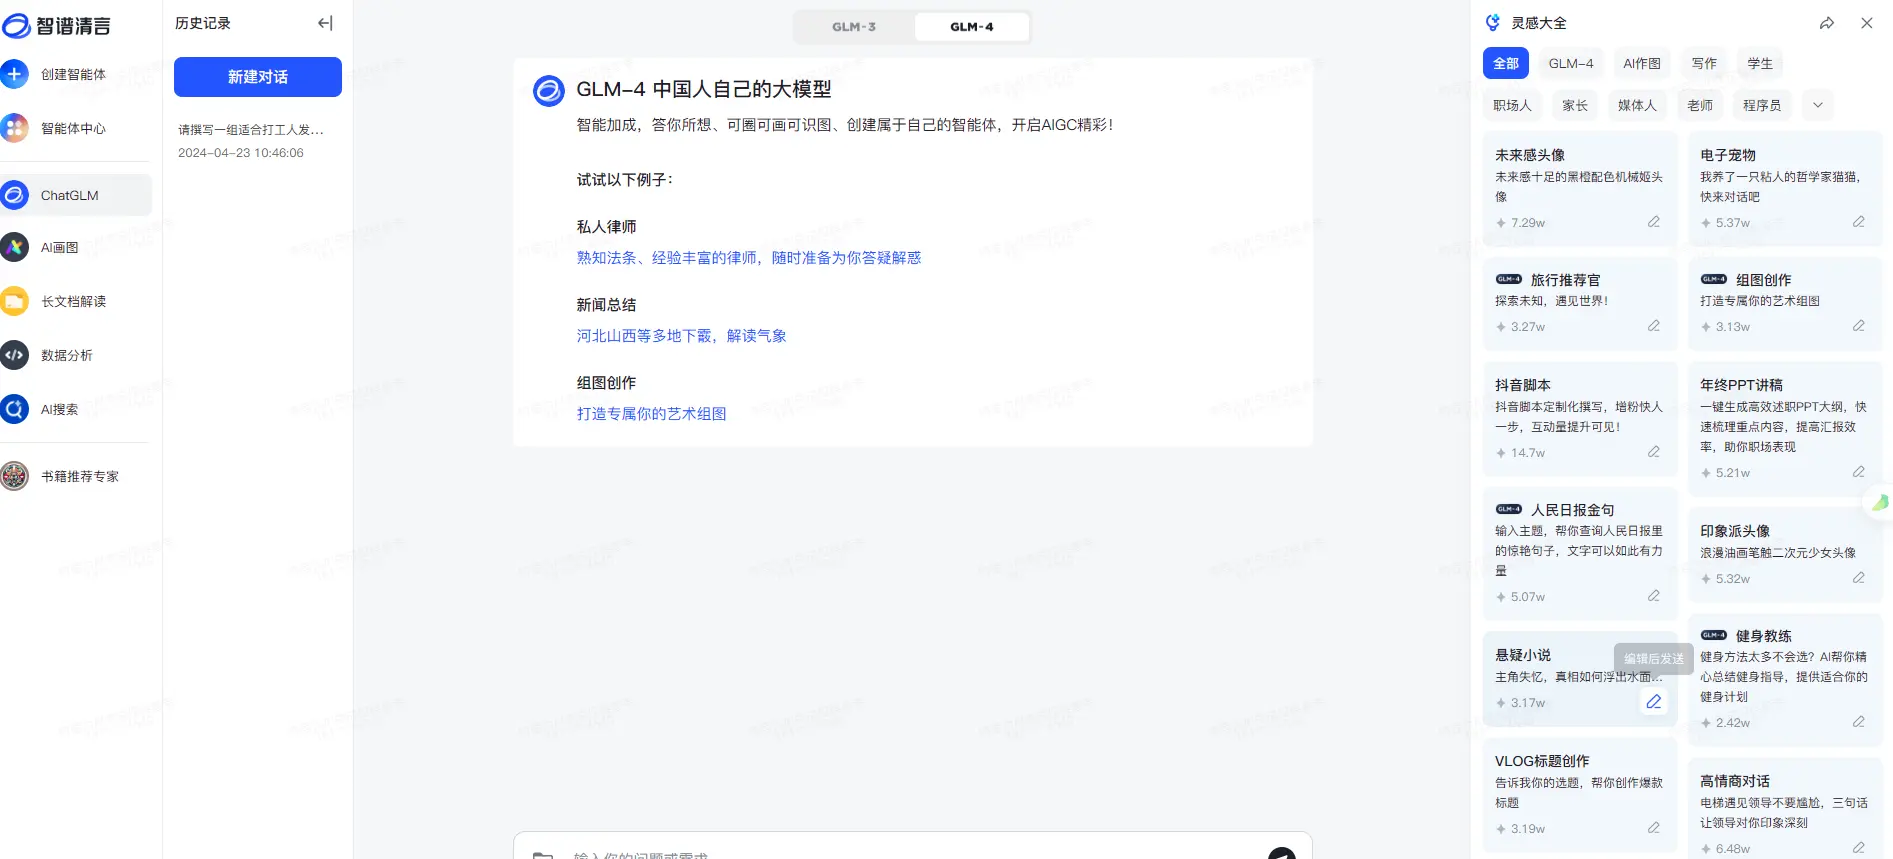 智谱清言
创建智能体
智能体中心
ChatGLM
AI画图
长文档解读
数据分析
AI搜索
书籍推荐专家
历史记录
新建对话
请撰写一组适合打工人发...
2024-04-23 10:46:06
GLM-3
GLM-4
GLM-4 中国人自己的大模型
智能加成，答你所想、可圈可画可识图、创建属于自己的智能体，开启AIGC精彩！
试试以下例子：
私人律师
熟知法条、经验丰富的律师，随时准备为你答疑解惑
新闻总结
河北山西等多地下霰，解读气象
组图创作
打造专属你的艺术组图
输入你的问题或需求
灵感大全
全部
GLM-4
AI作图
写作
学生
职场人
家长
媒体人
老师
程序员
未来感头像
未来感十足的黑橙配色机械姬头
像
7.29w
电子宠物
我养了一只粘人的哲学家猫猫，
快来对话吧
5.37w
GLM-4 旅行推荐官
探索未知，遇见世界！
3.27w
GLM-4 组图创作
打造专属你的艺术组图
3.13w
抖音脚本
抖音脚本定制化撰写，增粉快人
一步，互动量提升可见！
14.7w
年终PPT讲稿
一键生成高效述职PPT大纲，快
速梳理重点内容，提高汇报效
率，助你职场表现
5.21w
GLM-4 人民日报金句
输入主题，帮你查询人民日报里
的惊艳句子，文字可以如此有力
量
5.07w
印象派头像
浪漫油画笔触二次元少女头像
5.32w
悬疑小说
编辑后发送
主角失忆，真相如何浮出水面...
3.17w
GLM-4 健身教练
健身方法太多不会选？AI帮你精
心总结健身指导，提供适合你的
健身计划
2.42w
VLOG标题创作
告诉我你的选题，帮你创作爆款
标题
3.19w
高情商对话
电梯遇见领导不要尴尬，三句话
让领导对你印象深刻
6.48w